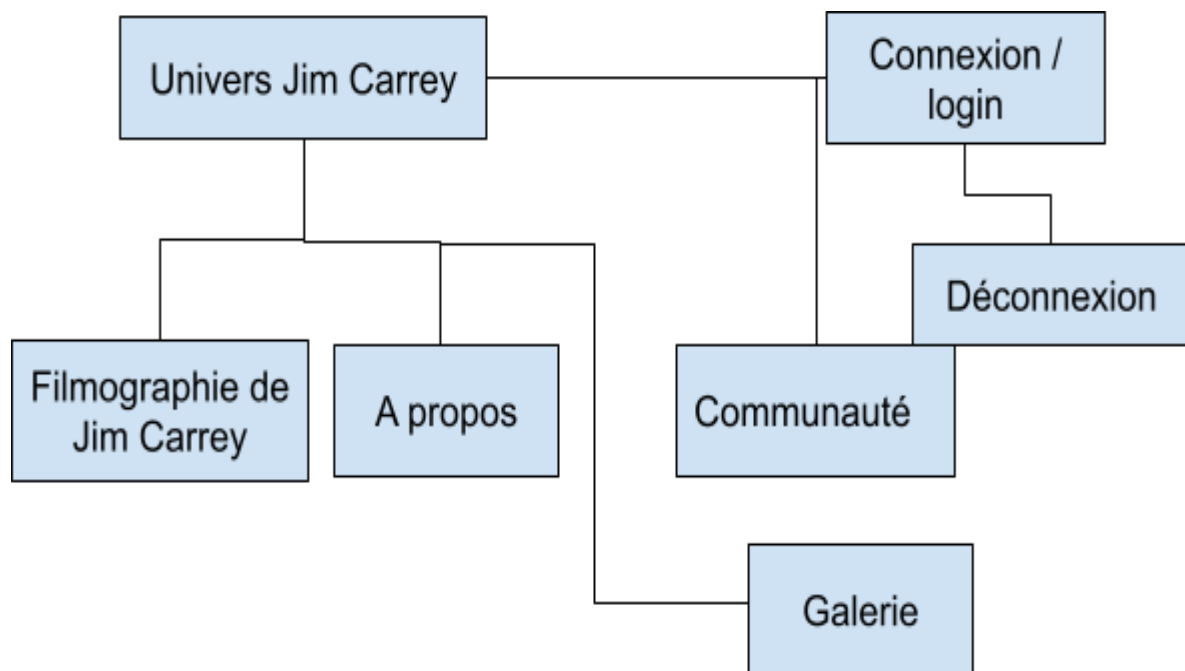 Univers Jim Carrey
Connexion /
login
Déconnexion
Filmographie de
Jim Carrey
A propos
Communauté
Galerie